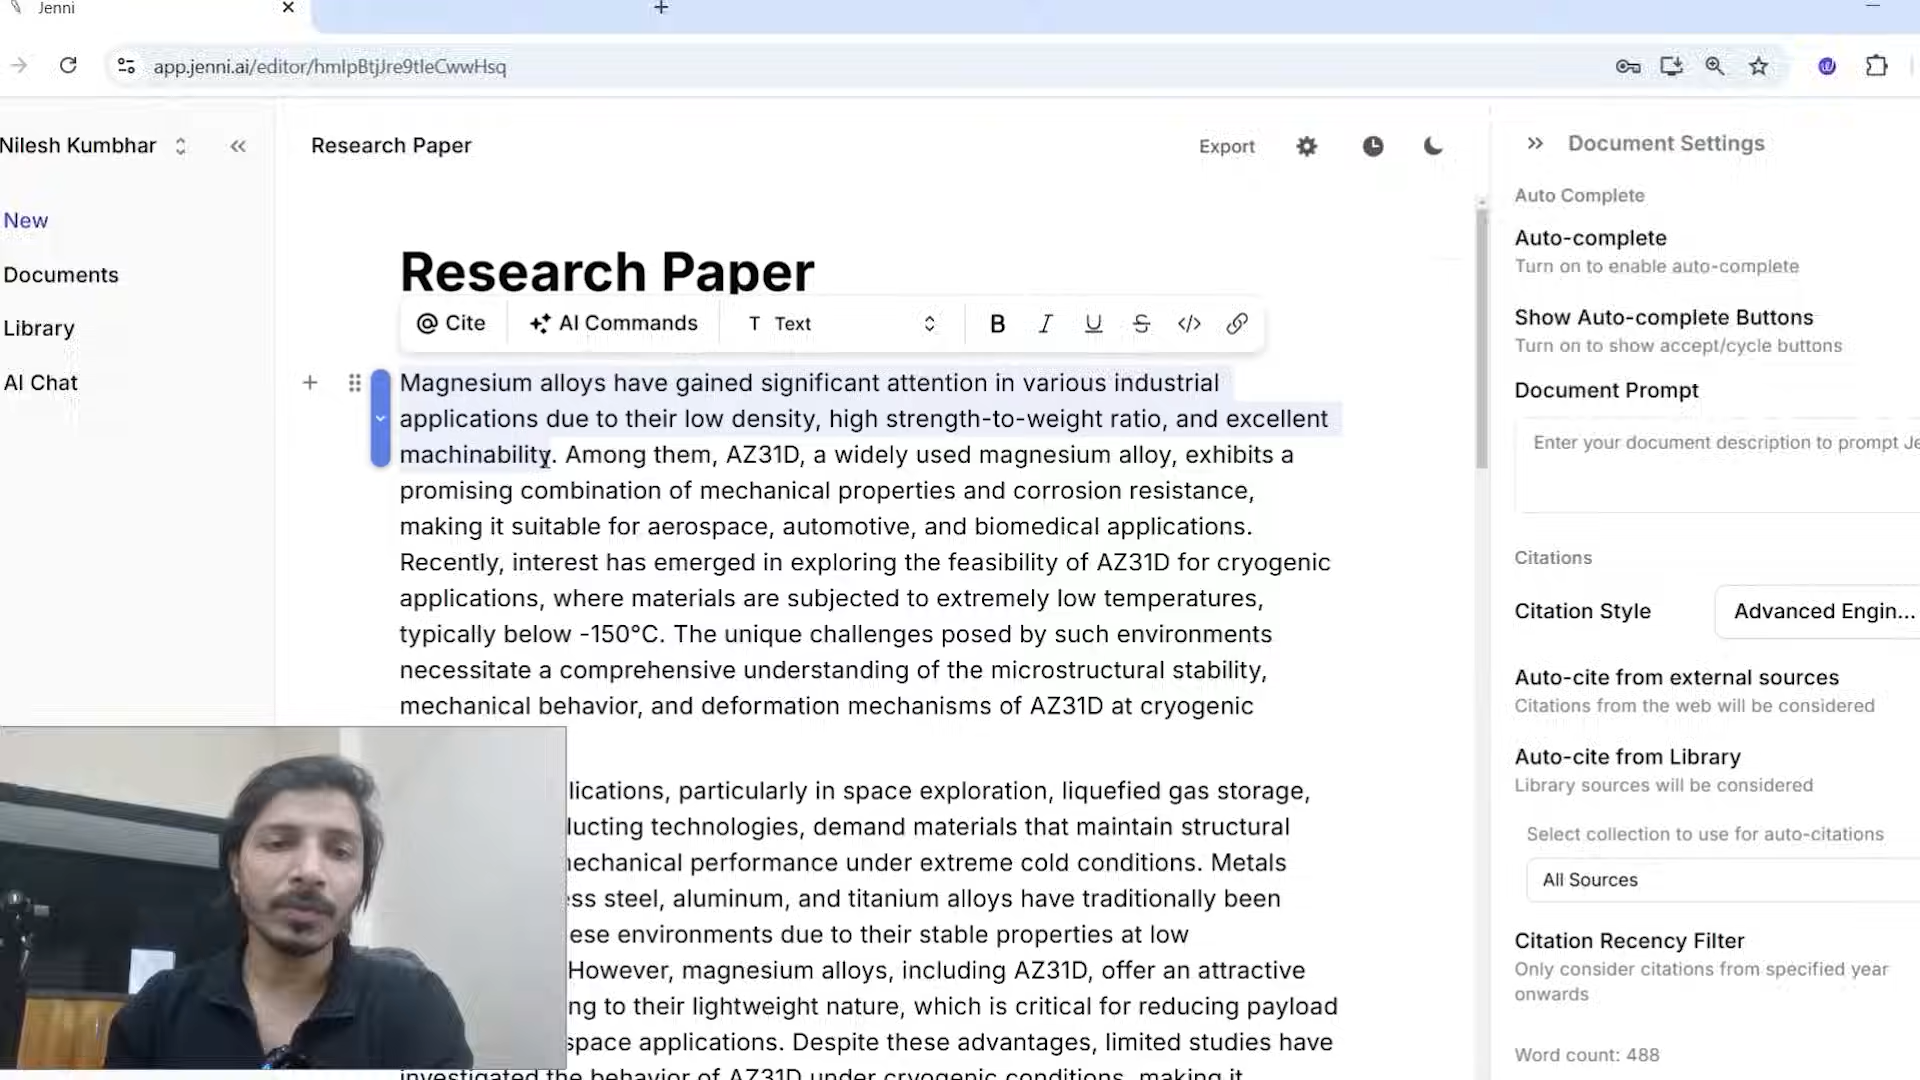 Jenni
app.jenni.ai/editor/hmlpBtjJre9tleCwwHsq
Nilesh Kumbhar
New
Documents
Library
AI Chat
Research Paper
Export
Research Paper
Cite
AI Commands
T Text
B I U S
Magnesium alloys have gained significant attention in various industrial
applications due to their low density, high strength-to-weight ratio, and excellent
machinability. Among them, AZ31D, a widely used magnesium alloy, exhibits a
promising combination of mechanical properties and corrosion resistance,
making it suitable for aerospace, automotive, and biomedical applications.
Recently, interest has emerged in exploring the feasibility of AZ31D for cryogenic
applications, where materials are subjected to extremely low temperatures,
typically below -150°C. The unique challenges posed by such environments
necessitate a comprehensive understanding of the microstructural stability,
mechanical behavior, and deformation mechanisms of AZ31D at cryogenic
lications, particularly in space exploration, liquefied gas storage,
ducting technologies, demand materials that maintain structural
mechanical performance under extreme cold conditions. Metals
ess steel, aluminum, and titanium alloys have traditionally been
ese environments due to their stable properties at low
However, magnesium alloys, including AZ31D, offer an attractive
ng to their lightweight nature, which is critical for reducing payload
space applications. Despite these advantages, limited studies have
investigated the behavior of AZ31D under cryogenic conditions, making it
Document Settings
Auto Complete
Auto-complete
Turn on to enable auto-complete
Show Auto-complete Buttons
Turn on to show accept/cycle buttons
Document Prompt
Enter your document description to prompt Je
Citations
Citation Style
Advanced Engin...
Auto-cite from external sources
Citations from the web will be considered
Auto-cite from Library
Library sources will be considered
Select collection to use for auto-citations
All Sources
Citation Recency Filter
Only consider citations from specified year
onwards
Word count: 488